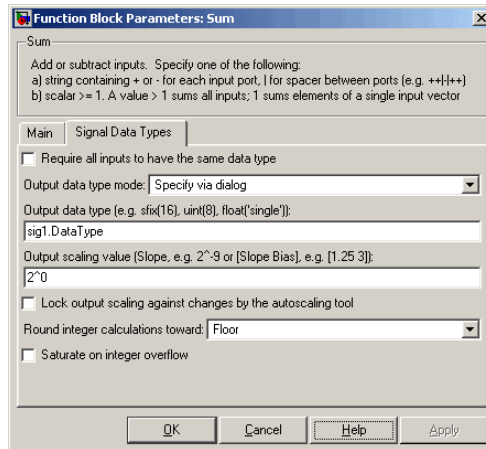 Function Block Parameters: Sum
Sum
Add or subtract inputs. Specify one of the following:
a) string containing + or - for each input port, | for spacer between ports (e.g. ++|-|++)
b) scalar >= 1. A value > 1 sums all inputs; 1 sums elements of a single input vector
Main Signal Data Types
Require all inputs to have the same data type
Output data type mode: Specify via dialog
Output data type (e.g. sfix(16), uint(8), float('single')):
sig1.DataType
Output scaling value (Slope, e.g. 2^-9 or [Slope Bias], e.g. [1.25 3]):
2^0
Lock output scaling against changes by the autoscaling tool
Round integer calculations toward: Floor
Saturate on integer overflow
OK Cancel Help Apply